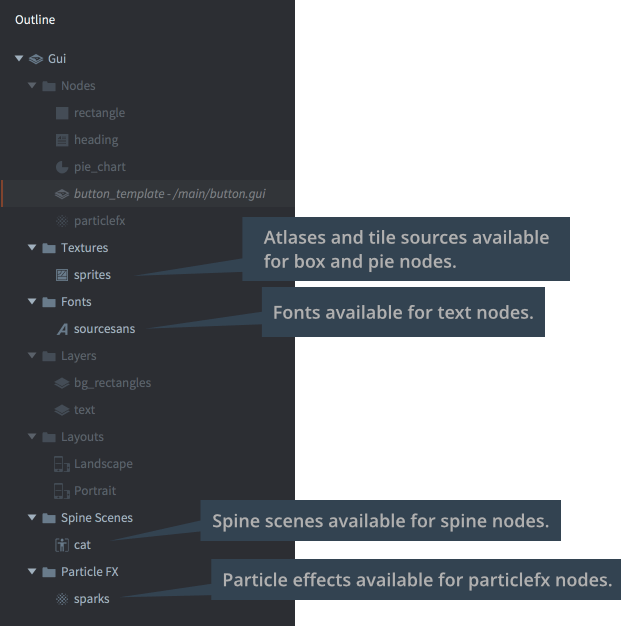 Outline
Gui
Nodes
rectangle
heading
pie_chart
button_template - /main/button.gui
particlefx
Textures
Atlases and tile sources available
for box and pie nodes.
sprites
Fonts
Fonts available for text nodes.
sourcesans
Layers
bg_rectangles
text
Layouts
Landscape
Portrait
Spine Scenes
Spine scenes available for spine nodes.
cat
Particle FX
Particle effects available for particlefx nodes.
sparks